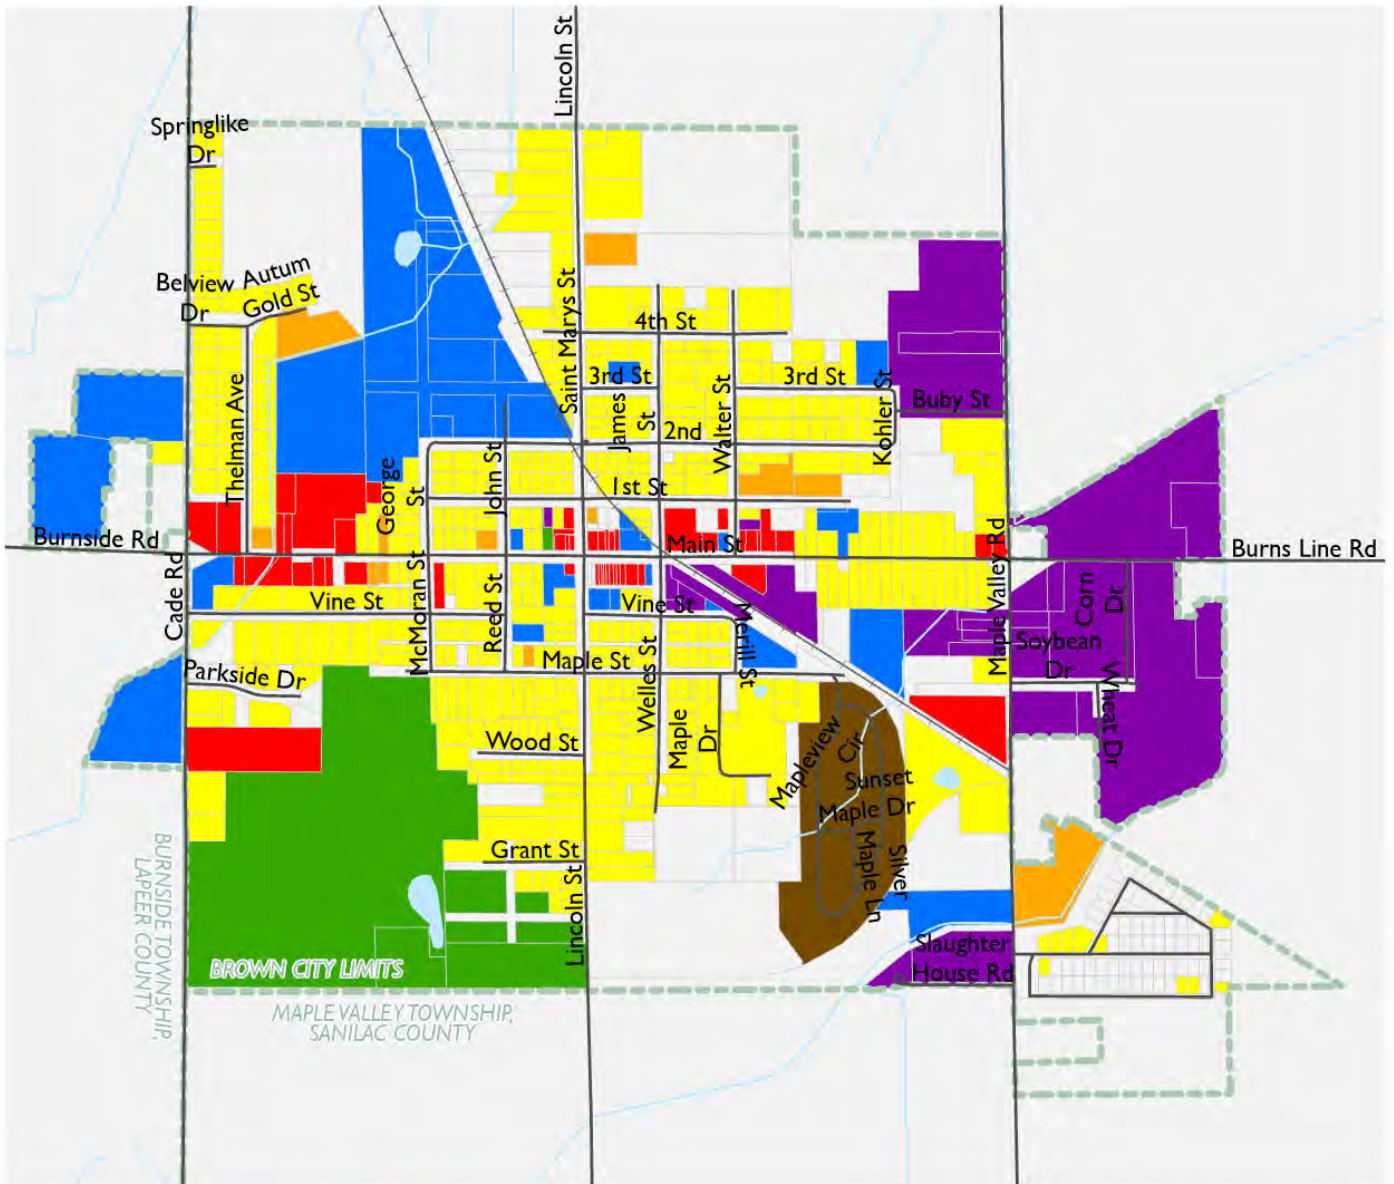 Lincoln St
Springlike
Dr
Belview
Dr
Autum
Gold St
Saint Marys St
4th St
3rd St
3rd St
Buby St
Thelman Ave
James
St
Walter St
Kohler St
2nd
George
St
John St
1st St
Burnside Rd
Main St
Burns Line Rd
Cade Rd
McMoran St
Vine St
Reed St
Vine St
Merrill St
Maple Valley Rd
Corn
Dr
Soybean
Dr
Wheat Dr
Parkside Dr
Maple St
Welles St
Maple
Dr
Wood St
Mapleview
Cir
Sunset
Maple Dr
Silver
Maple Ln
Grant St
Lincoln St
Slaughter
House Rd
BROWN CITY LIMITS
BURNSIDE TOWNSHIP,
LAPEER COUNTY
MAPLE VALLEY TOWNSHIP,
SANILAC COUNTY